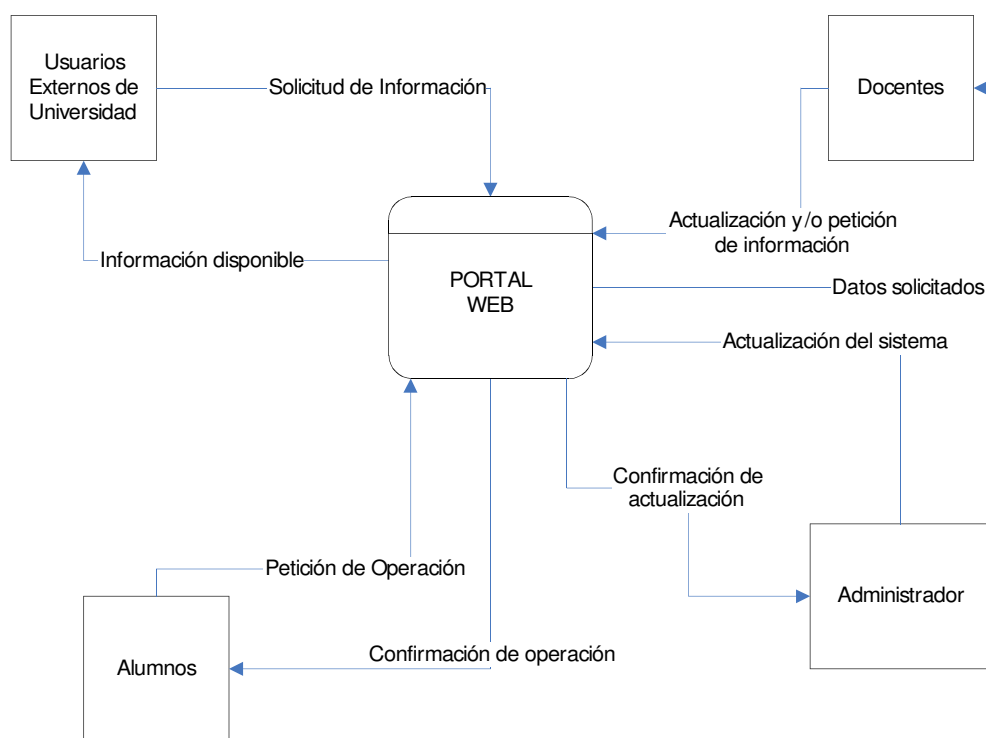 Usuarios
Externos de
Universidad
Solicitud de Información
Docentes
Actualización y/o petición
de información
Información disponible
PORTAL
WEB
Datos solicitados
Actualización del sistema
Confirmación de
actualización
Petición de Operación
Administrador
Confirmación de operación
Alumnos